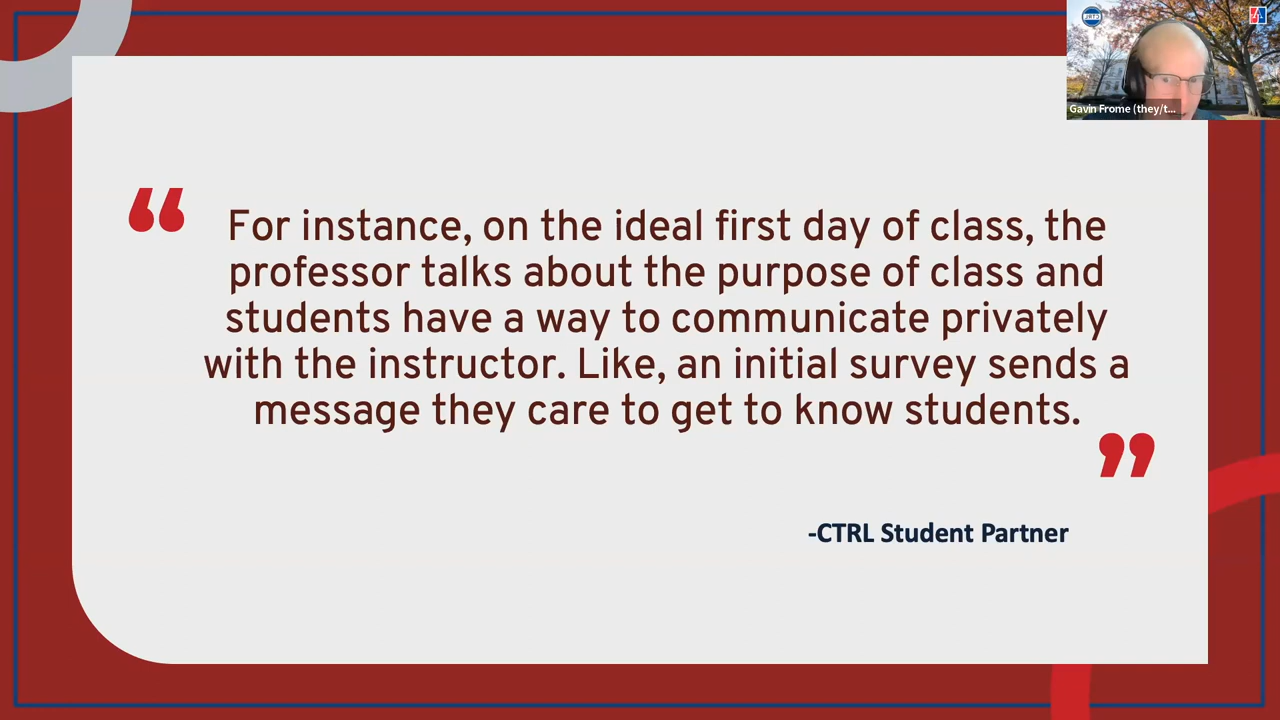 Gavin Frome (they/t...
“
For instance, on the ideal first day of class, the
professor talks about the purpose of class and
students have a way to communicate privately
with the instructor. Like, an initial survey sends a
message they care to get to know students.
”
-CTRL Student Partner